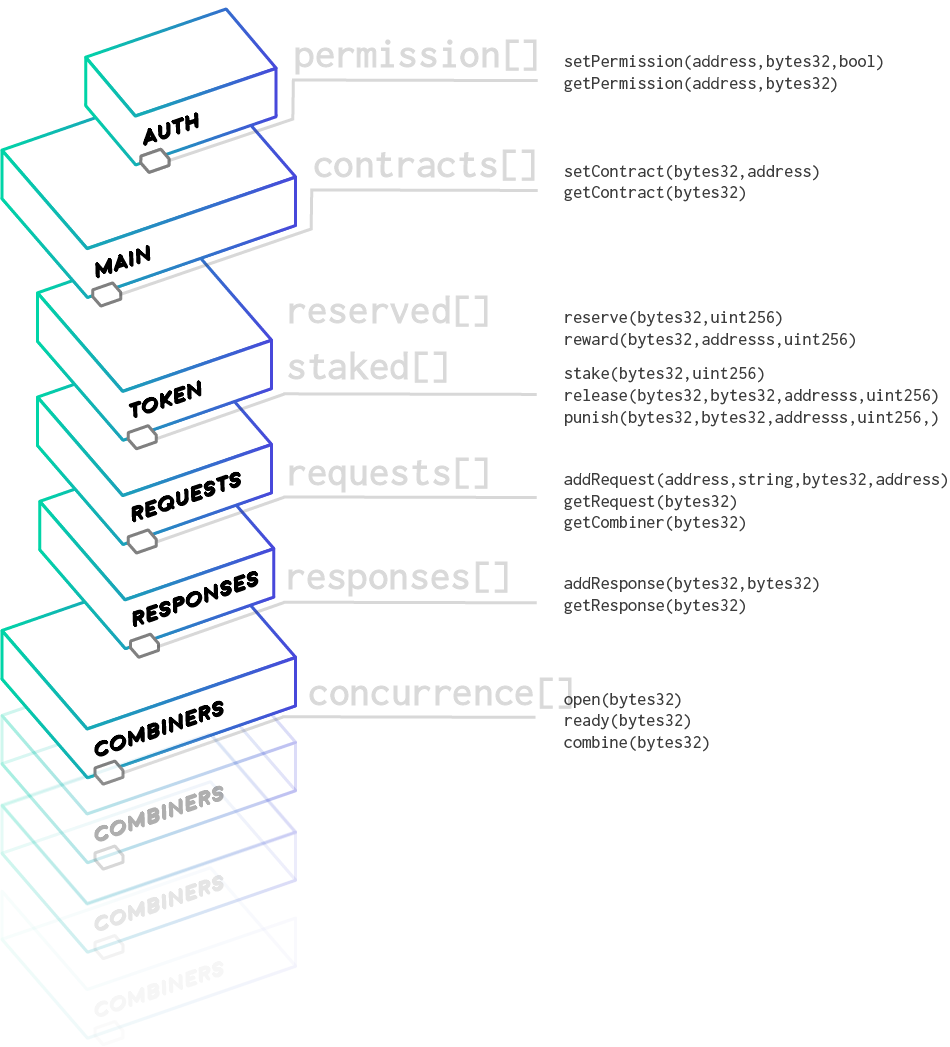 permission[]
setPermission(address,bytes32,bool)
getPermission(address,bytes32)
AUTH
contracts[]
setContract(bytes32,address)
getContract(bytes32)
MAIN
reserved[]
reserve(bytes32,uint256)
reward(bytes32,addresss,uint256)
staked[]
stake(bytes32,uint256)
release(bytes32,bytes32,addresss,uint256)
punish(bytes32,bytes32,addresss,uint256,)
TOKEN
requests[]
addRequest(address,string,bytes32,address)
getRequest(bytes32)
getCombiner(bytes32)
REQUESTS
responses[]
addResponse(bytes32,bytes32)
getResponse(bytes32)
RESPONSES
concurrence[]
open(bytes32)
ready(bytes32)
combine(bytes32)
COMBINERS
COMBINERS
COMBINERS
COMBINERS